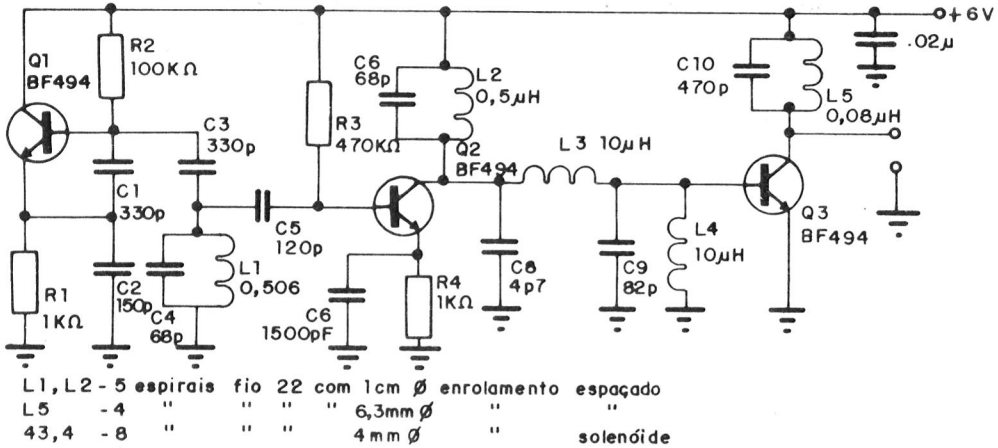 + 6V
.02µ
Q1
BF494
R2
100KΩ
C3
330p
C1
330p
R1
1KΩ
C2
150p
C4
68p
L1
0,506
C5
120p
R3
470KΩ
C6
68p
L2
0,5µH
Q2
BF494
C6
1500pF
R4
1KΩ
L3 10µH
C8
4p7
C9
82p
L4
10µH
C10
470p
L5
0,08µH
Q3
BF494
L1, L2 - 5 espirais fio 22 com 1cm Ø enrolamento espaçado
L5 - 4 " " " " 6,3mm Ø " "
43,4 - 8 " " " 4mm Ø " solenóide